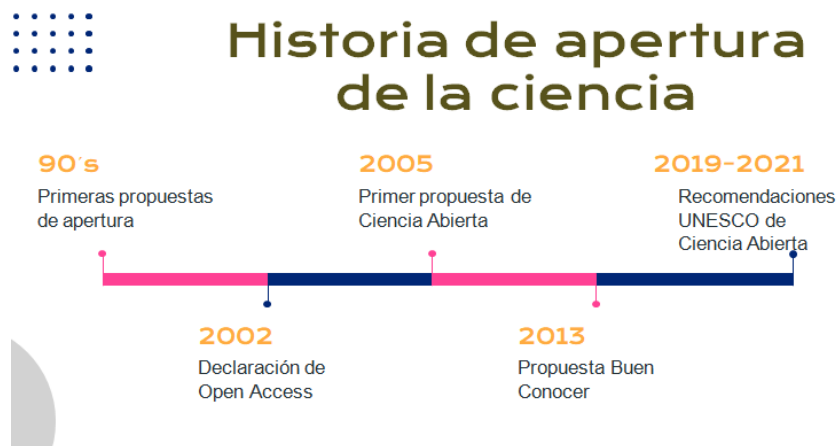 Historia de apertura
de la ciencia
90´s
Primeras propuestas
de apertura
2005
Primer propuesta de
Ciencia Abierta
2019-2021
Recomendaciones
UNESCO de
Ciencia Abierta
2002
Declaración de
Open Access
2013
Propuesta Buen
Conocer